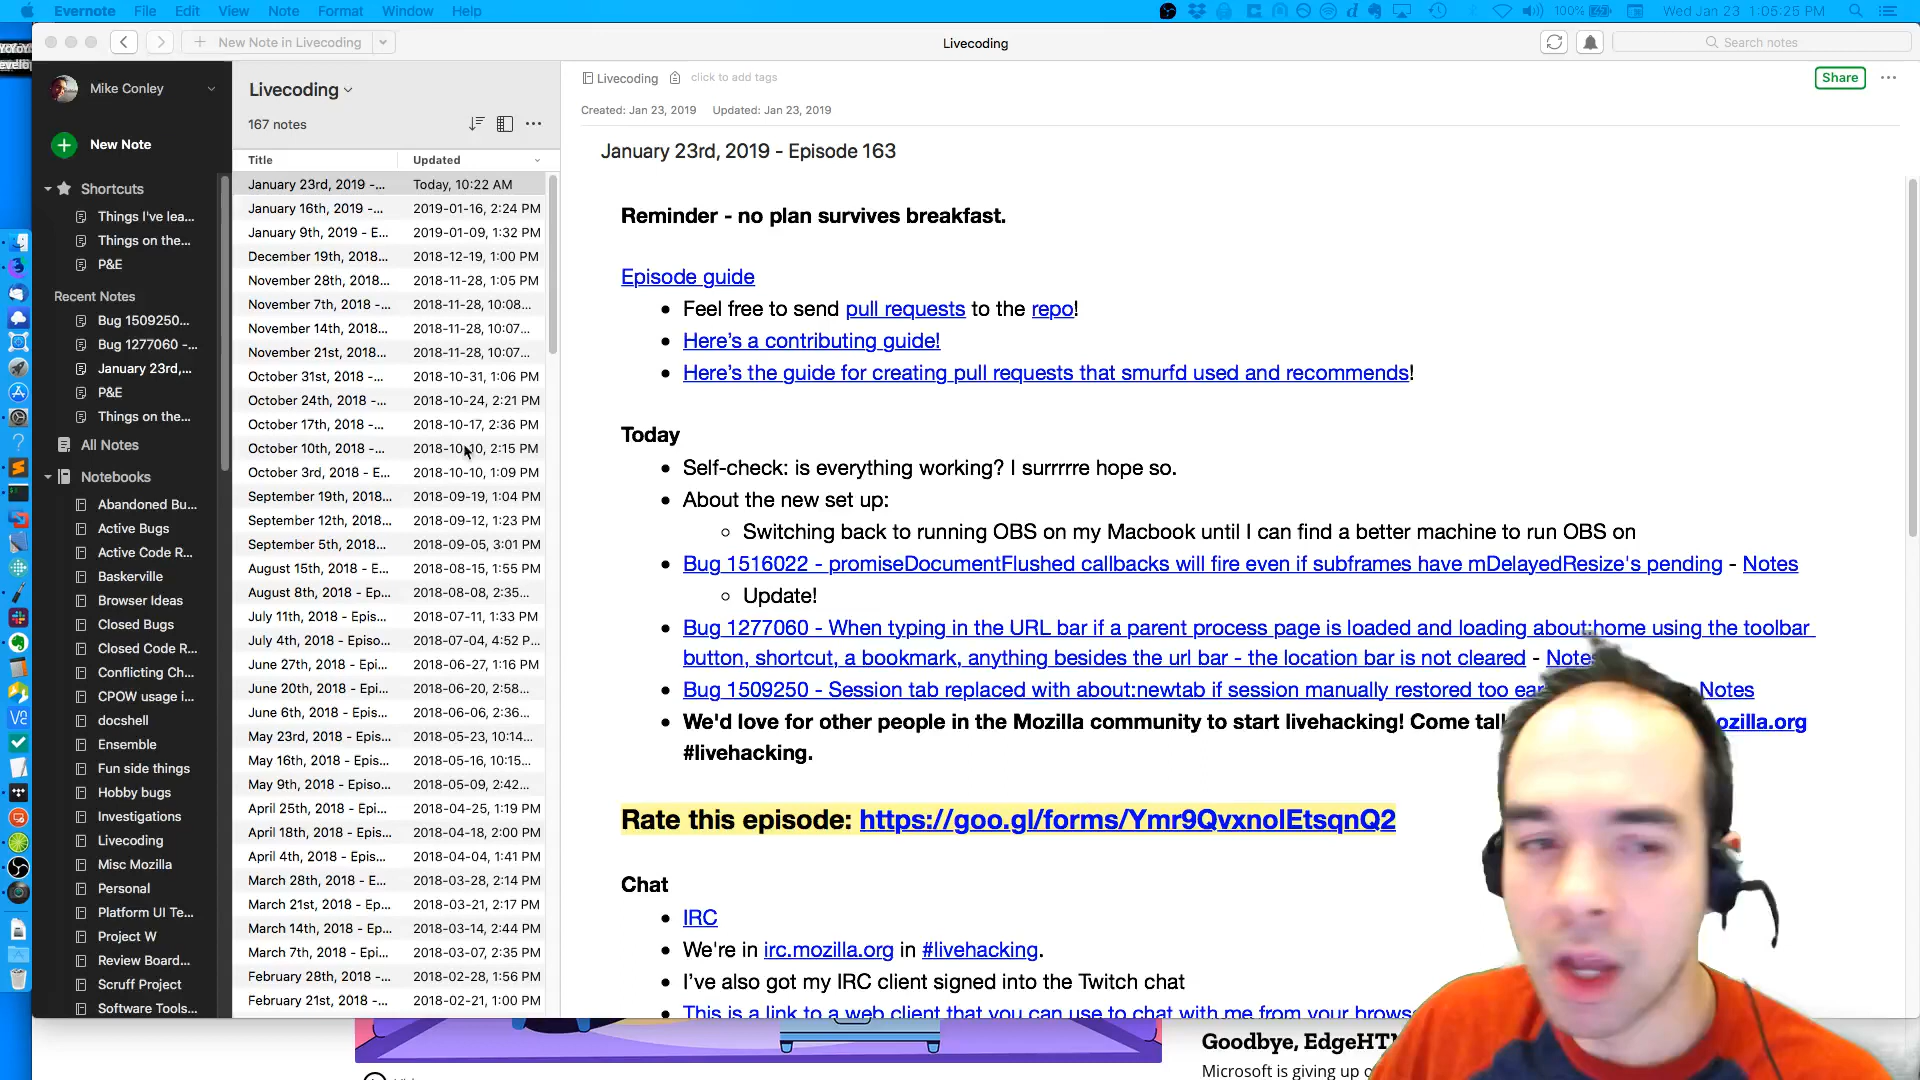 Evernote File Edit View Note Format Window Help
100% Wed Jan 23 1:05:25 PM
New Note in Livecoding
Livecoding
Search notes
Mike Conley
New Note
Shortcuts
Things I've lea...
Things on the...
P&E
Recent Notes
Bug 1509250...
Bug 1277060 -...
January 23rd,...
P&E
Things on the...
All Notes
Notebooks
Abandoned Bu...
Active Bugs
Active Code R...
Baskerville
Browser Ideas
Closed Bugs
Closed Code R...
Conflicting Ch...
CPOW usage i...
docshell
Ensemble
Fun side things
Hobby bugs
Investigations
Livecoding
Misc Mozilla
Personal
Platform UI Te...
Project W
Review Board...
Scruff Project
Software Tools...
Livecoding
167 notes
Title Updated
January 23rd, 2019 -... Today, 10:22 AM
January 16th, 2019 -... 2019-01-16, 2:24 PM
January 9th, 2019 - E... 2019-01-09, 1:32 PM
December 19th, 2018... 2018-12-19, 1:00 PM
November 28th, 2018... 2018-11-28, 1:05 PM
November 7th, 2018 -... 2018-11-28, 10:08...
November 14th, 2018... 2018-11-28, 10:07...
November 21st, 2018... 2018-11-28, 10:07...
October 31st, 2018 -... 2018-10-31, 1:06 PM
October 24th, 2018 -... 2018-10-24, 2:21 PM
October 17th, 2018 -... 2018-10-17, 2:36 PM
October 10th, 2018 -... 2018-10-10, 2:15 PM
October 3rd, 2018 - E... 2018-10-10, 1:09 PM
September 19th, 2018... 2018-09-19, 1:04 PM
September 12th, 2018... 2018-09-12, 1:23 PM
September 5th, 2018... 2018-09-05, 3:01 PM
August 15th, 2018 - E... 2018-08-15, 1:55 PM
August 8th, 2018 - Ep... 2018-08-08, 2:35...
July 11th, 2018 - Epis... 2018-07-11, 1:33 PM
July 4th, 2018 - Episo... 2018-07-04, 4:52 P...
June 27th, 2018 - Epi... 2018-06-27, 1:16 PM
June 20th, 2018 - Epi... 2018-06-20, 2:58...
June 6th, 2018 - Epi... 2018-06-06, 2:36...
May 23rd, 2018 - Epi... 2018-05-23, 10:14...
May 16th, 2018 - Epis... 2018-05-16, 10:15...
May 9th, 2018 - Epis... 2018-05-09, 2:42...
April 25th, 2018 - Epi... 2018-04-25, 1:19 PM
April 18th, 2018 - Epi... 2018-04-18, 2:00 PM
April 4th, 2018 - Epis... 2018-04-04, 1:41 PM
March 28th, 2018 - E... 2018-03-28, 2:14 PM
March 21st, 2018 - Ep... 2018-03-21, 2:17 PM
March 14th, 2018 - Ep... 2018-03-14, 2:44 PM
March 7th, 2018 - Epi... 2018-03-07, 2:35 PM
February 28th, 2018 -... 2018-02-28, 1:56 PM
February 21st, 2018 -... 2018-02-21, 1:00 PM
Livecoding click to add tags
Share
Created: Jan 23, 2019 Updated: Jan 23, 2019
January 23rd, 2019 - Episode 163
Reminder - no plan survives breakfast.
Episode guide
Feel free to send pull requests to the repo!
Here's a contributing guide!
Here's the guide for creating pull requests that smurfd used and recommends!
Today
Self-check: is everything working? I surrrrre hope so.
About the new set up:
Switching back to running OBS on my Macbook until I can find a better machine to run OBS on
Bug 1516022 - promiseDocumentFlushed callbacks will fire even if subframes have mDelayedResize's pending - Notes
Update!
Bug 1277060 - When typing in the URL bar if a parent process page is loaded and loading about:home using the toolbar
button, shortcut, a bookmark, anything besides the url bar - the location bar is not cleared - Notes
Bug 1509250 - Session tab replaced with about:newtab if session manually restored too ear Notes
We'd love for other people in the Mozilla community to start livehacking! Come tal ozilla.org
#livehacking.
Rate this episode: https://goo.gl/forms/Ymr9QvxnolEtsqnQ2
Chat
IRC
We're in irc.mozilla.org in #livehacking.
I've also got my IRC client signed into the Twitch chat
This is a link to a web client that you can use to chat with me from your brows
Goodbye, EdgeHT
Microsoft is giving up